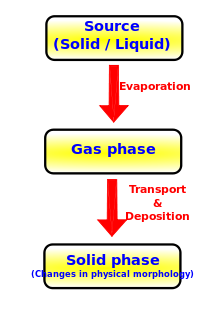 Source
(Solid / Liquid)
Evaporation
Gas phase
Transport
&
Deposition
Solid phase
(Changes in physical morphology)